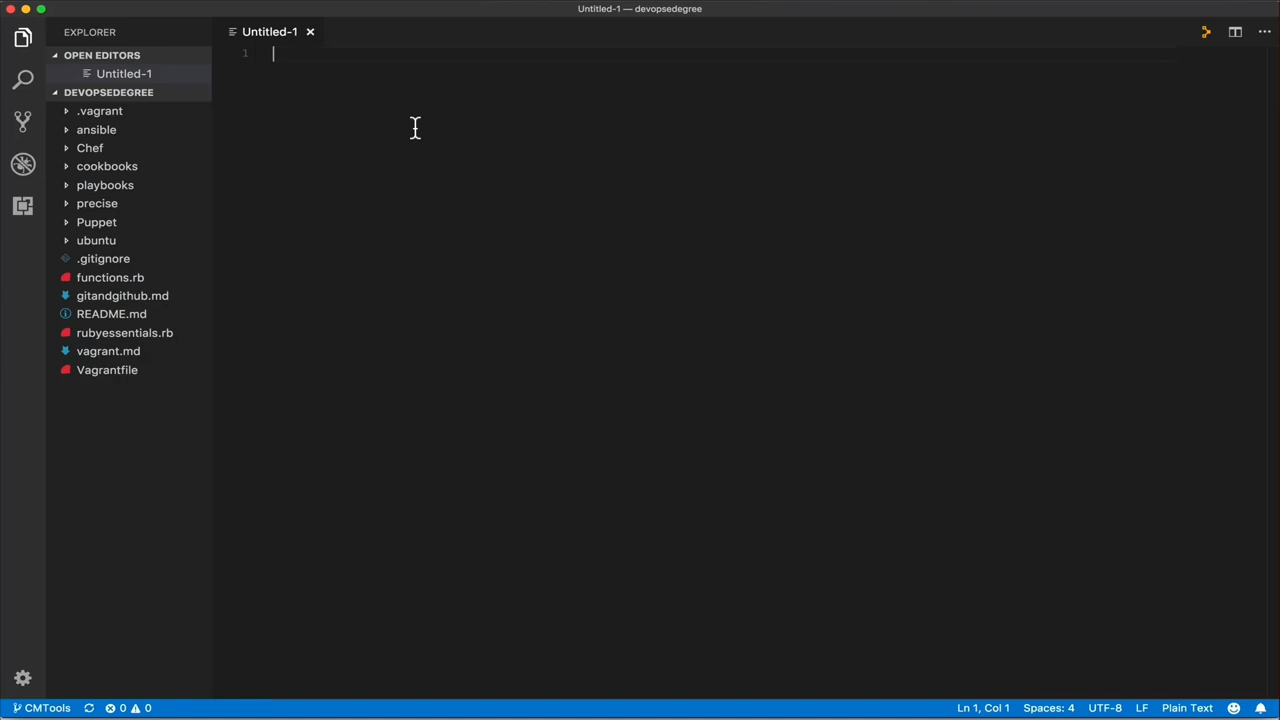 Untitled-1 — devopsedegree
EXPLORER
OPEN EDITORS
Untitled-1
DEVOPSEDEGREE
.vagrant
ansible
Chef
cookbooks
playbooks
precise
Puppet
ubuntu
.gitignore
functions.rb
gitandgithub.md
README.md
rubyessentials.rb
vagrant.md
Vagrantfile
Untitled-1
1
CMTools 0 0 Ln 1, Col 1 Spaces: 4 UTF-8 LF Plain Text